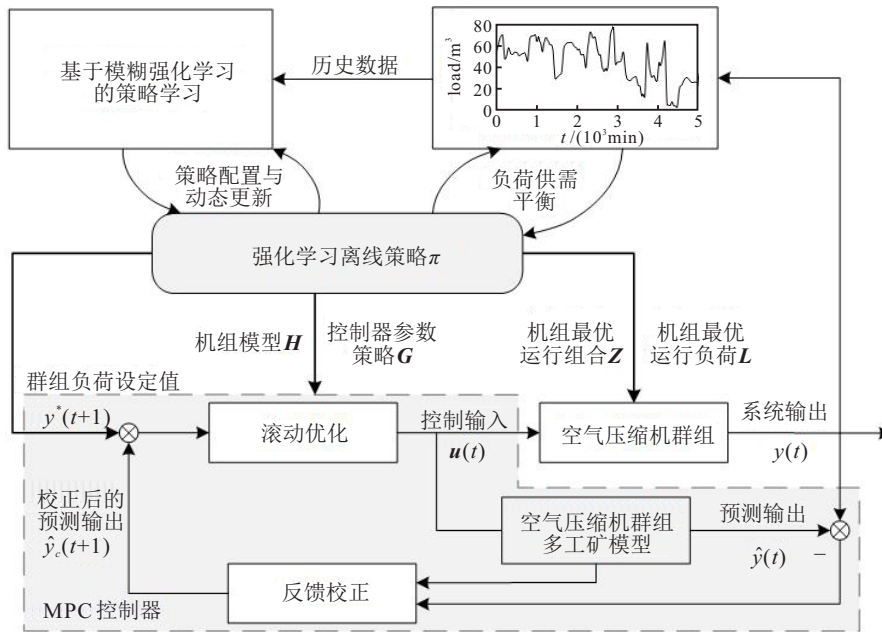 基于模糊强化学习
的策略学习
历史数据
load/m³
80
60
40
20
0
0 1 2 3 4 5
t/(10³min)
策略配置与
动态更新
负荷供需
平衡
强化学习离线策略π
机组模型H
控制器参数
策略G
机组最优
运行组合Z
机组最优
运行负荷L
群组负荷设定值
y*(t+1)
滚动优化
控制输入
u(t)
空气压缩机群组
系统输出
y(t)
校正后的
预测输出
ŷc(t+1)
空气压缩机群组
多工矿模型
预测输出
ŷ(t)
−
反馈校正
MPC控制器